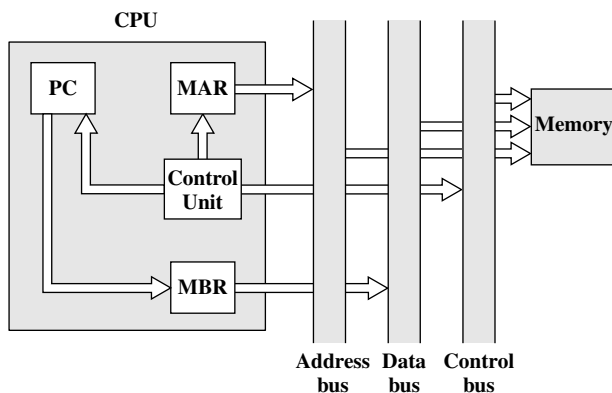 CPU
PC
MAR
Memory
Control
Unit
MBR
Address
bus
Data
bus
Control
bus